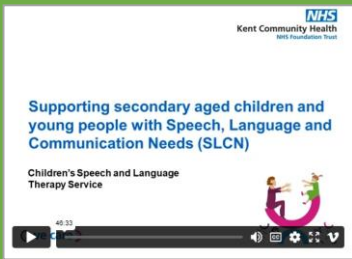 NHS
Kent Community Health
NHS Foundation Trust
Supporting secondary aged children and
young people with Speech, Language and
Communication Needs (SLCN)
Children's Speech and Language
Therapy Service
46:33